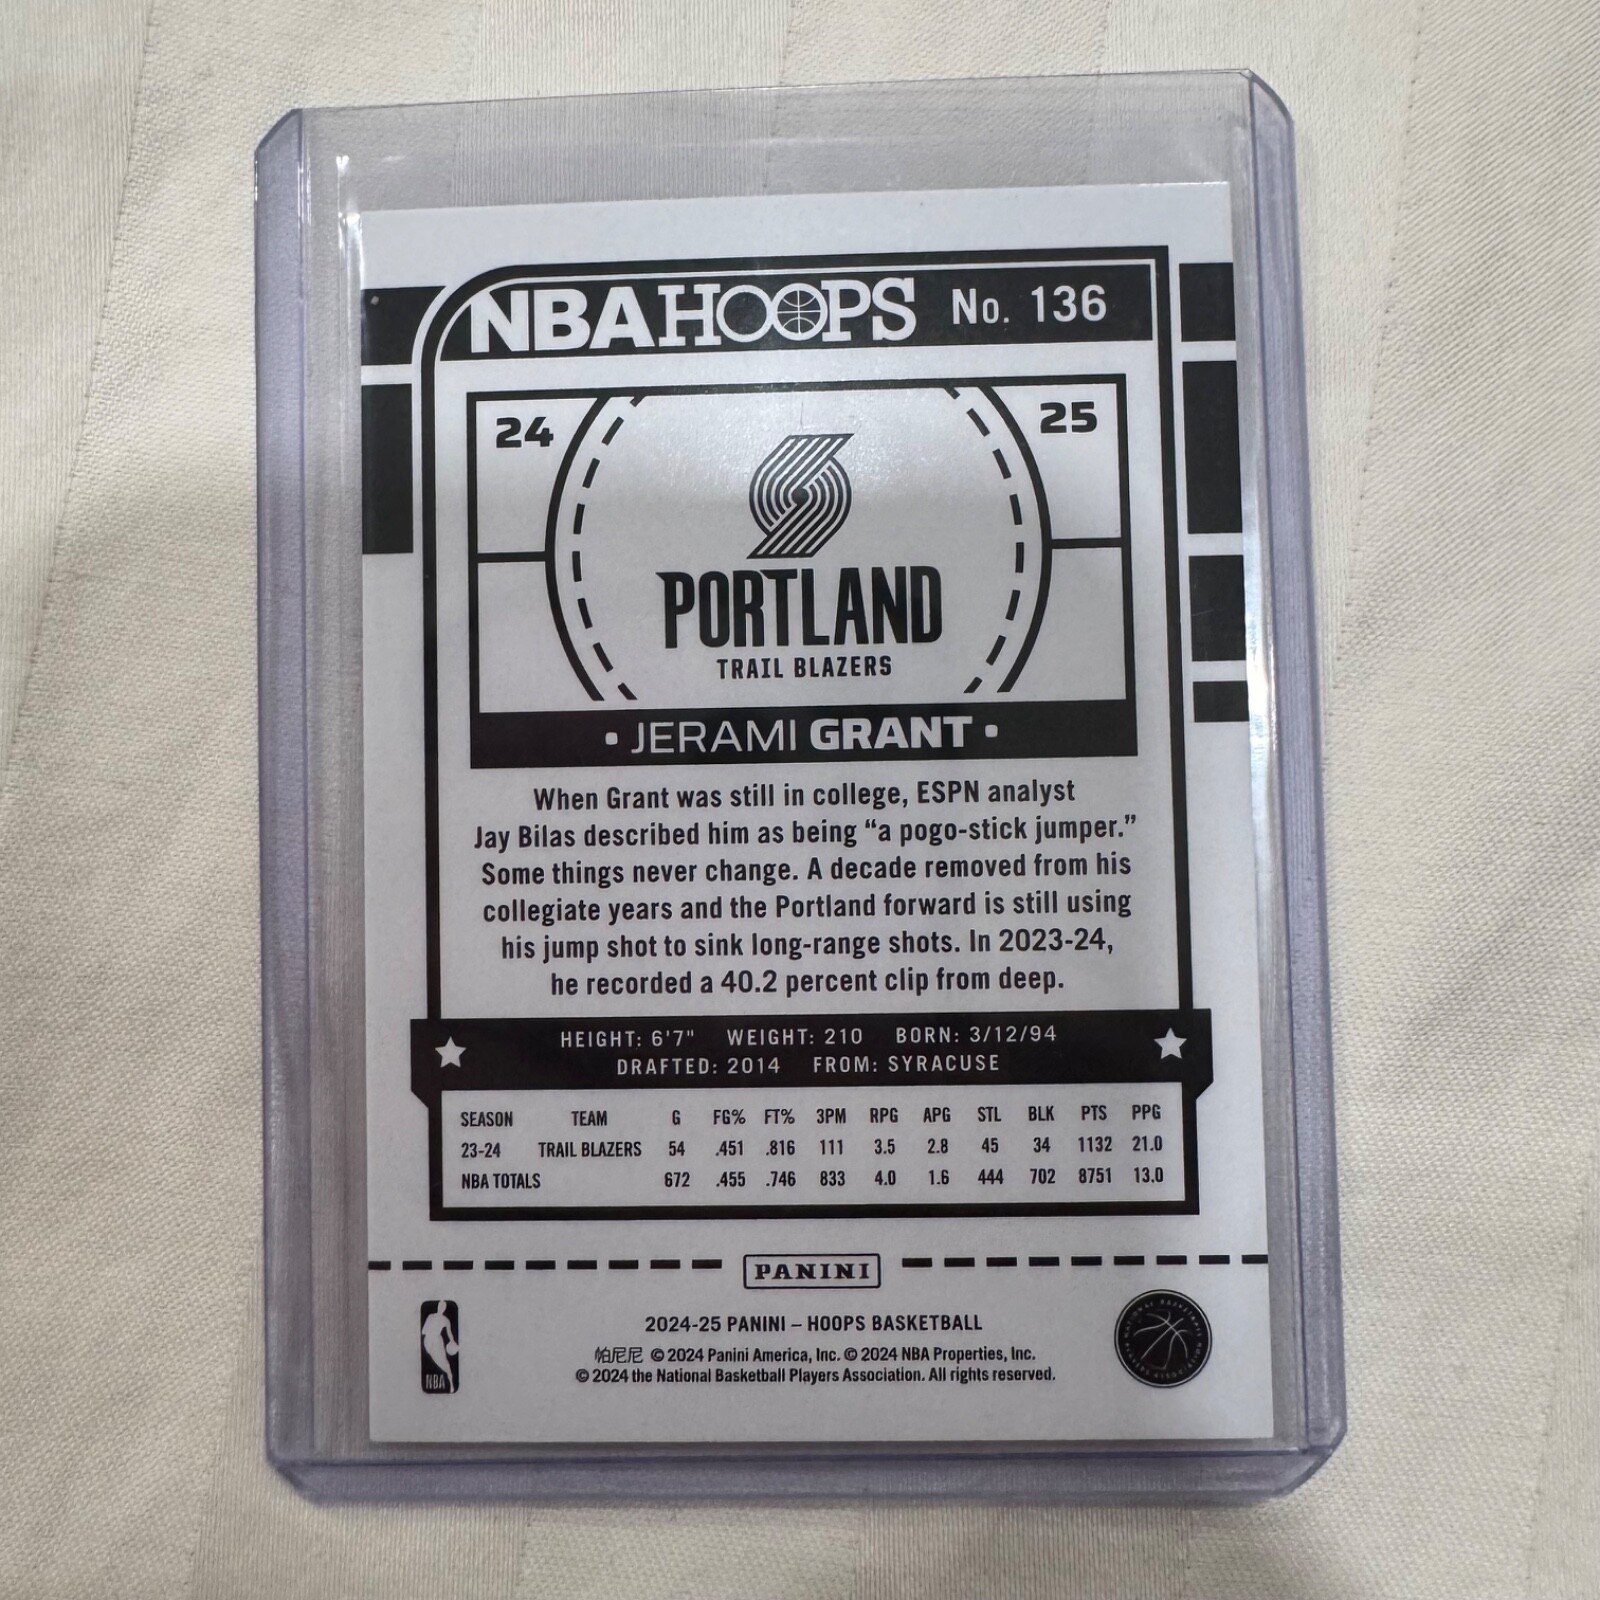 NBA HOOPS No. 136
24 25
PORTLAND
TRAIL BLAZERS
• JERAMI GRANT •
When Grant was still in college, ESPN analyst
Jay Bilas described him as being “a pogo-stick jumper.”
Some things never change. A decade removed from his
collegiate years and the Portland forward is still using
his jump shot to sink long-range shots. In 2023-24,
he recorded a 40.2 percent clip from deep.
HEIGHT: 6'7" WEIGHT: 210 BORN: 3/12/94
DRAFTED: 2014 FROM: SYRACUSE
SEASON TEAM G FG% FT% 3PM RPG APG STL BLK PTS PPG
23-24 TRAIL BLAZERS 54 .451 .816 111 3.5 2.8 45 34 1132 21.0
NBA TOTALS 672 .455 .746 833 4.0 1.6 444 702 8751 13.0
PANINI
2024-25 PANINI – HOOPS BASKETBALL
帕尼尼 © 2024 Panini America, Inc. © 2024 NBA Properties, Inc.
© 2024 the National Basketball Players Association. All rights reserved.
NBA
NATIONAL BASKETBALL PLAYERS ASSOCIATION